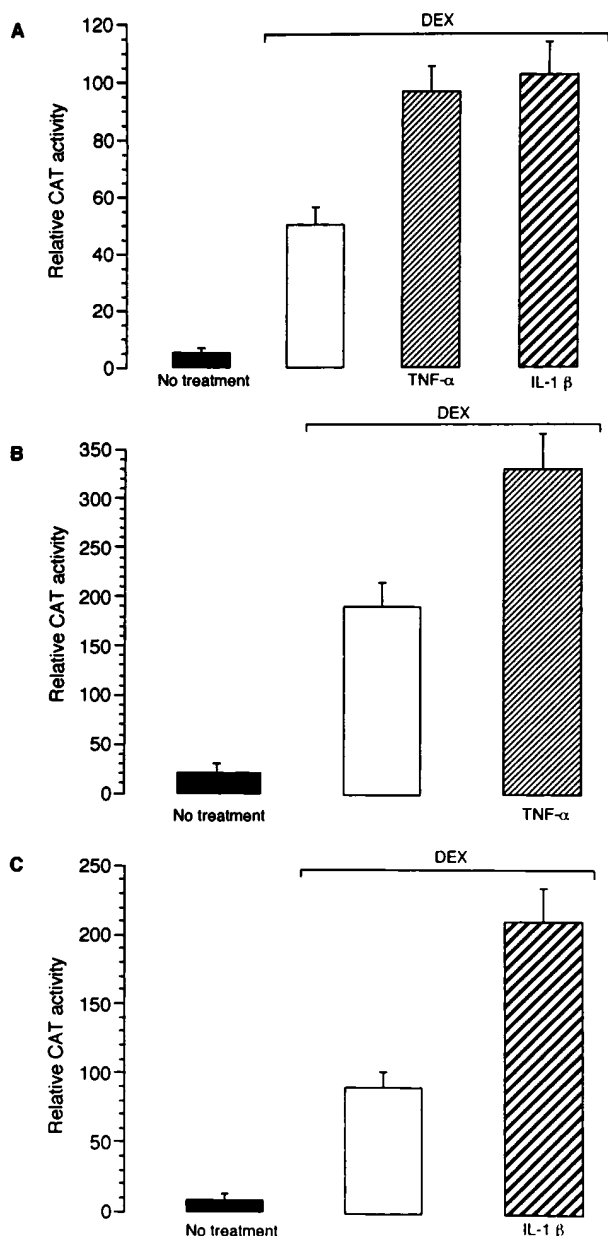 A
DEX
Relative CAT activity
120
100
80
60
40
20
0
No treatment
TNF-α
IL-1 β
B
DEX
Relative CAT activity
350
300
250
200
150
100
50
0
No treatment
TNF-α
C
DEX
Relative CAT activity
250
200
150
100
50
0
No treatment
IL-1 β